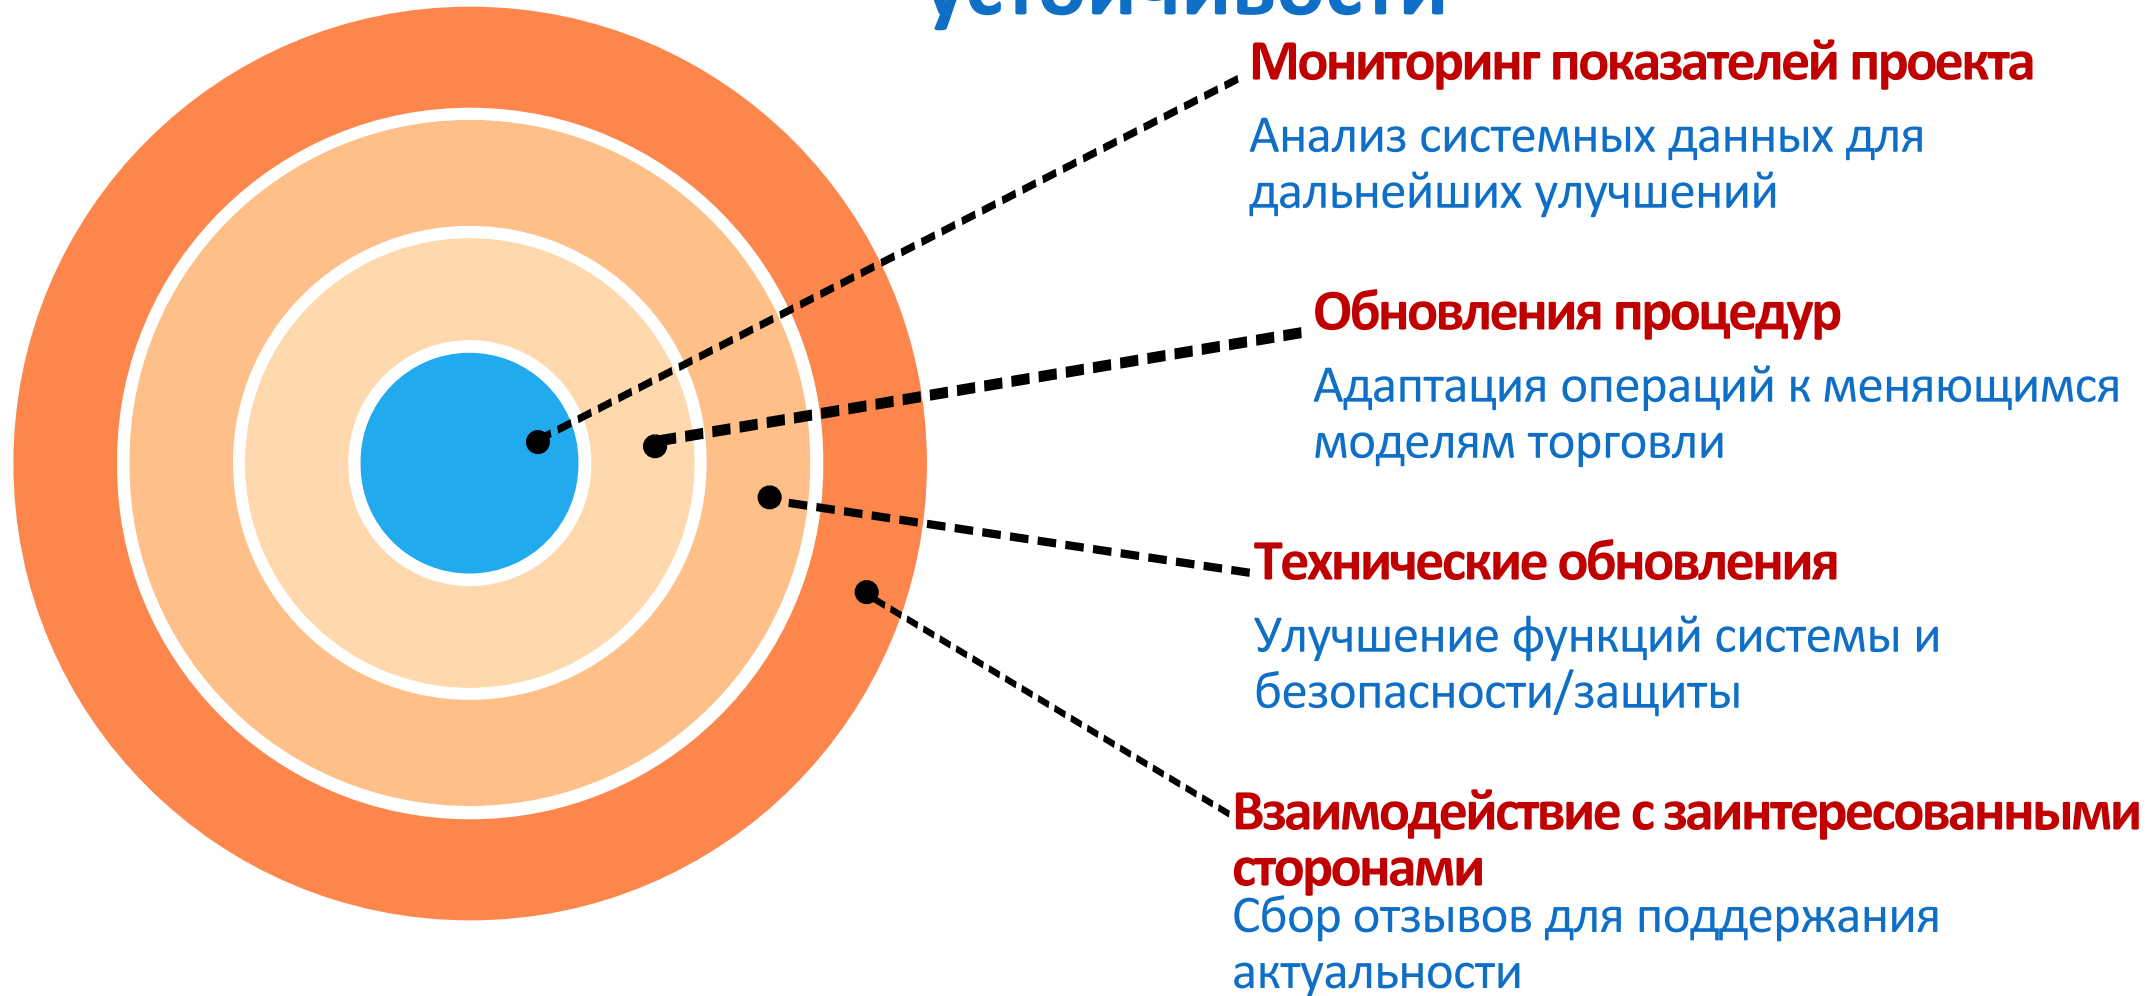 устойчивости
Мониторинг показателей проекта
Анализ системных данных для
дальнейших улучшений
Обновления процедур
Адаптация операций к меняющимся
моделям торговли
Технические обновления
Улучшение функций системы и
безопасности/защиты
Взаимодействие с заинтересованными
сторонами
Сбор отзывов для поддержания
актуальности